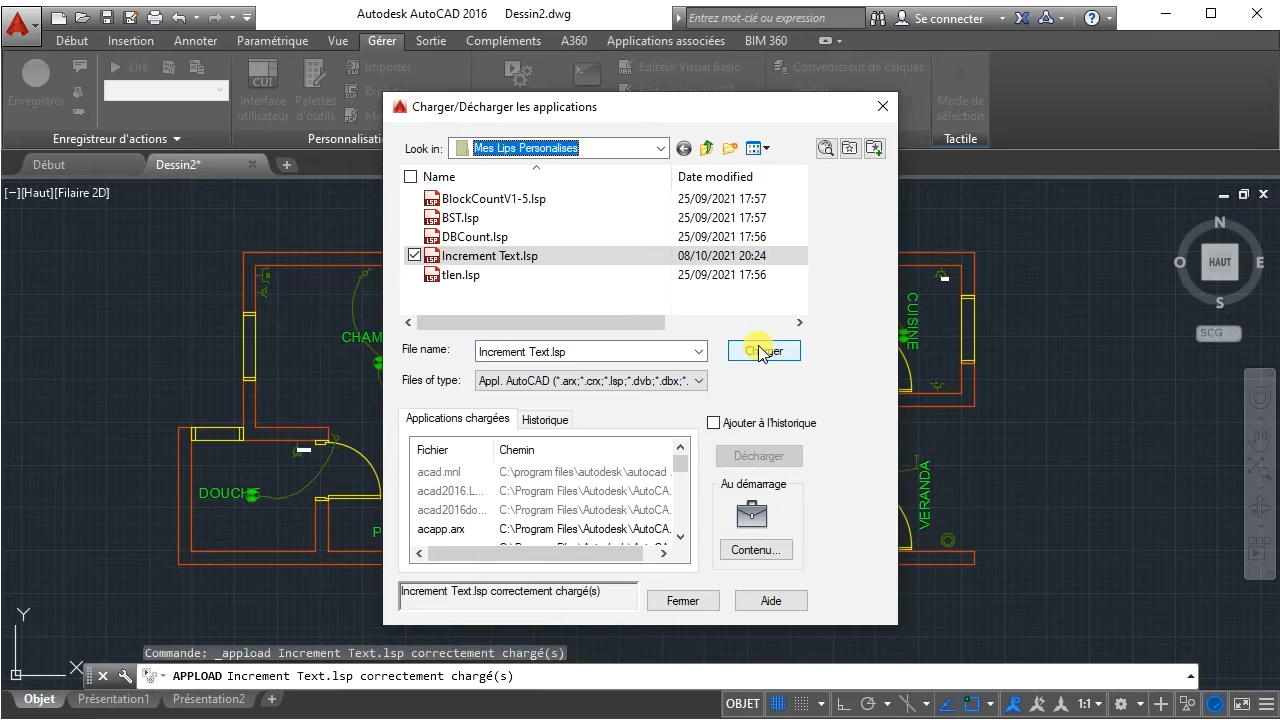 Autodesk AutoCAD 2016 Dessin2.dwg
Entrez mot-clé ou expression
Se connecter
Début Insertion Annoter Paramétrique Vue Gérer Sortie Compléments A360 Applications associées BIM 360
Lire
Importer
Editeur Visual Basic
Convertisseur de calques
Enregistrer
CUI
Interface
utilisateur
Palettes
d'outils
Mode de
sélection
Enregistreur d'actions
Tactile
Début
Dessin2*
[−][Haut][Filaire 2D]
Charger/Décharger les applications
Look in:
Mes Lips Personalises
Name
Date modified
BlockCountV1-5.lsp 25/09/2021 17:57
BST.lsp 25/09/2021 17:57
DBCount.lsp 25/09/2021 17:56
Increment Text.lsp 08/10/2021 20:24
tlen.lsp 25/09/2021 17:56
File name:
Increment Text.lsp
Charger
Files of type:
Appl. AutoCAD (*.arx;*.crx;*.lsp;*.dvb;*.dbx;*.
Applications chargées
Historique
Ajouter à l'historique
Fichier Chemin
acad.mnl C:\program files\autodesk\autocad
acad2016.L... C:\Program Files\Autodesk\AutoCA
acad2016do... C:\Program Files\Autodesk\AutoCA
acapp.arx C:\Program Files\Autodesk\AutoCA
Décharger
Au démarrage
Contenu...
Increment Text.lsp correctement chargé(s)
Fermer
Aide
N
O
HAUT
E
S
SCG
CHAM
DOUCHE
P
CUISINE
VERANDA
Y
X
Commande: _appload Increment Text.lsp correctement chargé(s)
APPLOAD Increment Text.lsp correctement chargé(s)
Objet Présentation1 Présentation2
OBJET
1:1